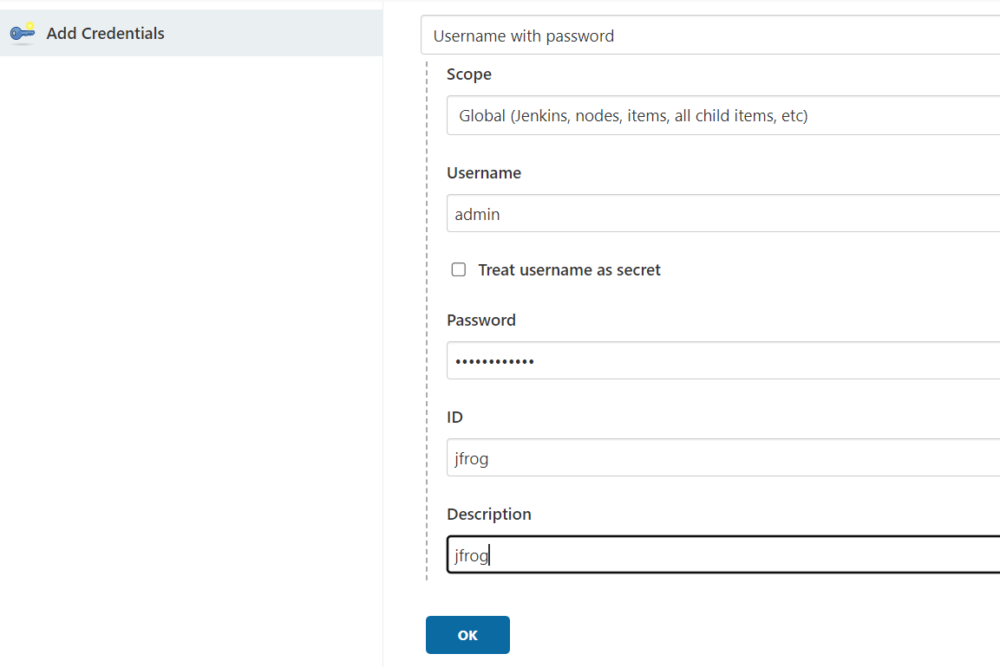 Add Credentials
Username with password
Scope
Global (Jenkins, nodes, items, all child items, etc)
Username
admin
Treat username as secret
Password
••••••••••••
ID
jfrog
Description
jfrog
OK